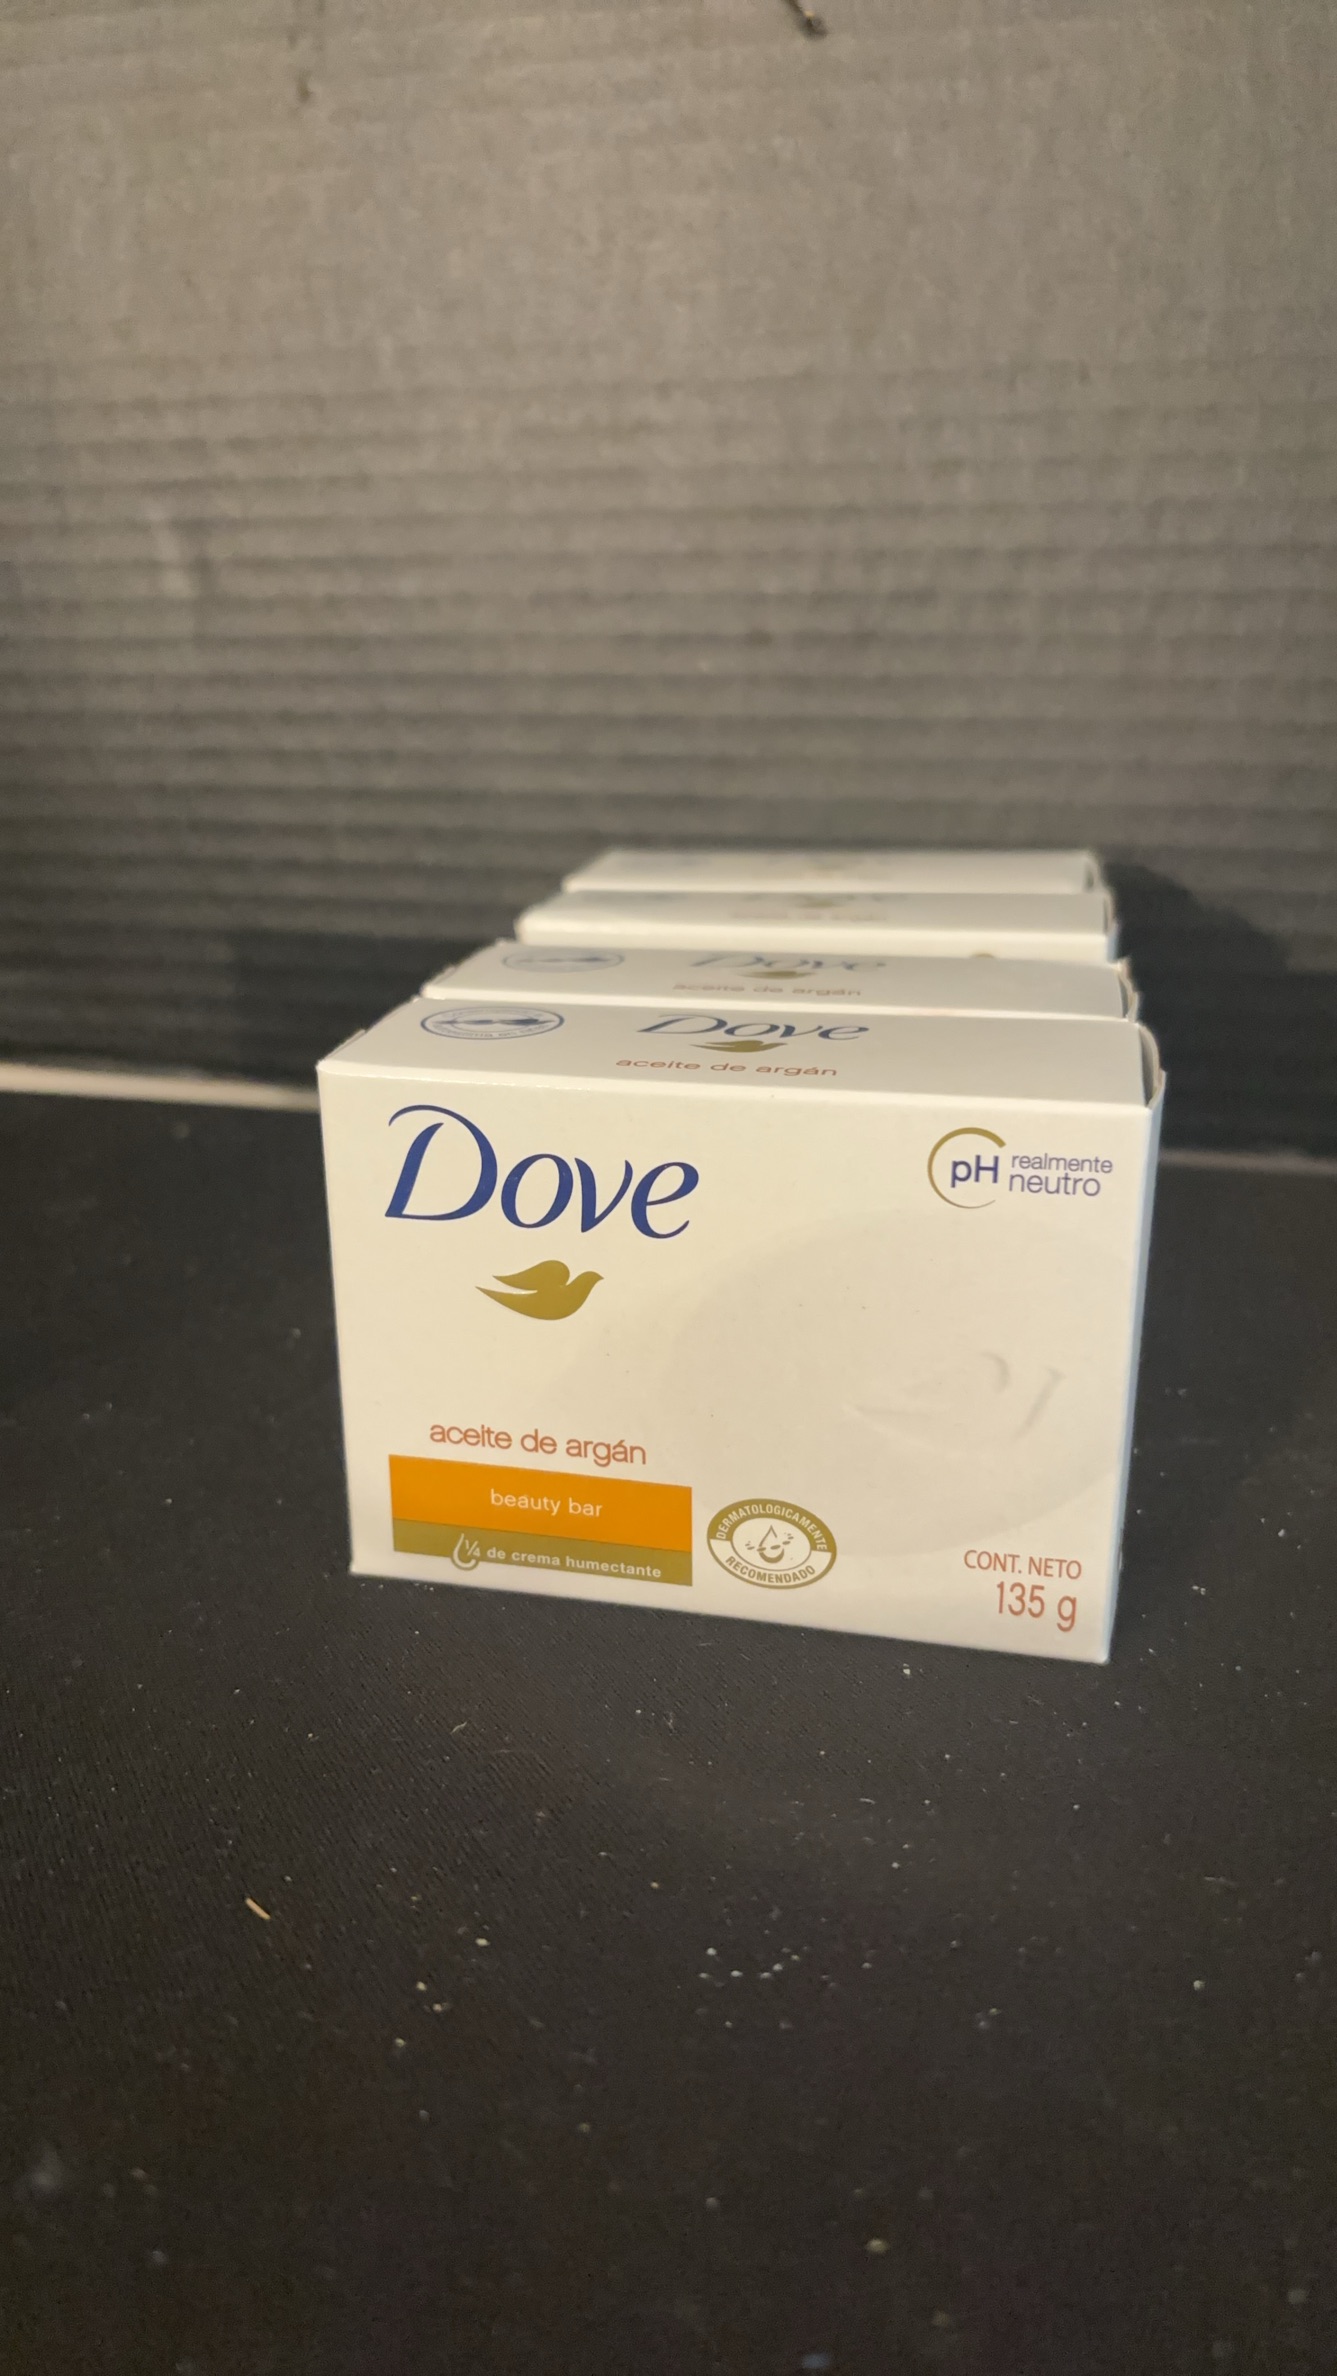 Dove
aceite de argán
Dove
aceite de argán
Dove
pH realmente
neutro
aceite de argán
beauty bar
1/4 de crema humectante
DERMATOLOGICAMENTE
RECOMENDADO
CONT. NETO
135 g